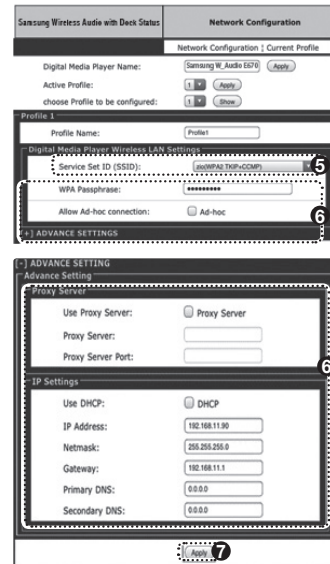 Samsung Wireless Audio with Dock Status
Network Configuration
Network Configuration ¦ Current Profile
Digital Media Player Name: Samsung W_Audio E670 Apply
Active Profile: 1 Apply
choose Profile to be configured: 1 Show
Profile 1
Profile Name: Profile1
Digital Media Player Wireless LAN Settings
Service Set ID (SSID): zio(WPA2 TKIP+CCMP) 5
WPA Passphrase: •••••••••
Allow Ad-hoc connection: Ad-hoc 6
[+] ADVANCE SETTINGS
[-] ADVANCE SETTING
Advance Setting
Proxy Server
Use Proxy Server: Proxy Server
Proxy Server:
Proxy Server Port:
6
IP Settings
Use DHCP: DHCP
IP Address: 192.168.11.90
Netmask: 255.255.255.0
Gateway: 192.168.11.1
Primary DNS: 0.0.0.0
Secondary DNS: 0.0.0.0
Apply 7